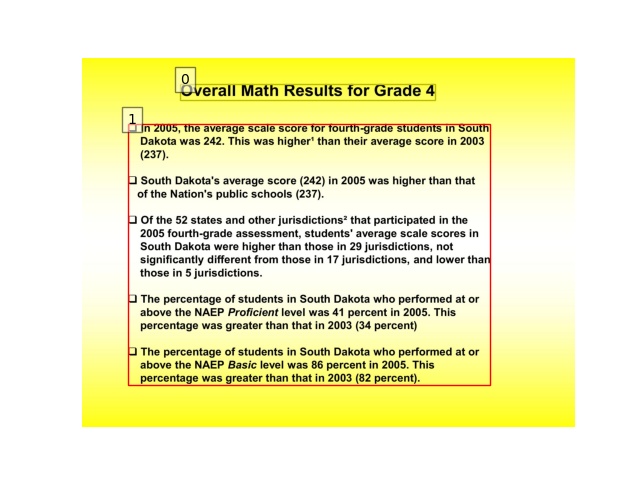 0
Overall Math Results for Grade 4
1
❑ In 2005, the average scale score for fourth-grade students in South
Dakota was 242. This was higher¹ than their average score in 2003
(237).
❑ South Dakota's average score (242) in 2005 was higher than that
of the Nation's public schools (237).
❑ Of the 52 states and other jurisdictions² that participated in the
2005 fourth-grade assessment, students' average scale scores in
South Dakota were higher than those in 29 jurisdictions, not
significantly different from those in 17 jurisdictions, and lower than
those in 5 jurisdictions.
❑ The percentage of students in South Dakota who performed at or
above the NAEP Proficient level was 41 percent in 2005. This
percentage was greater than that in 2003 (34 percent)
❑ The percentage of students in South Dakota who performed at or
above the NAEP Basic level was 86 percent in 2005. This
percentage was greater than that in 2003 (82 percent).